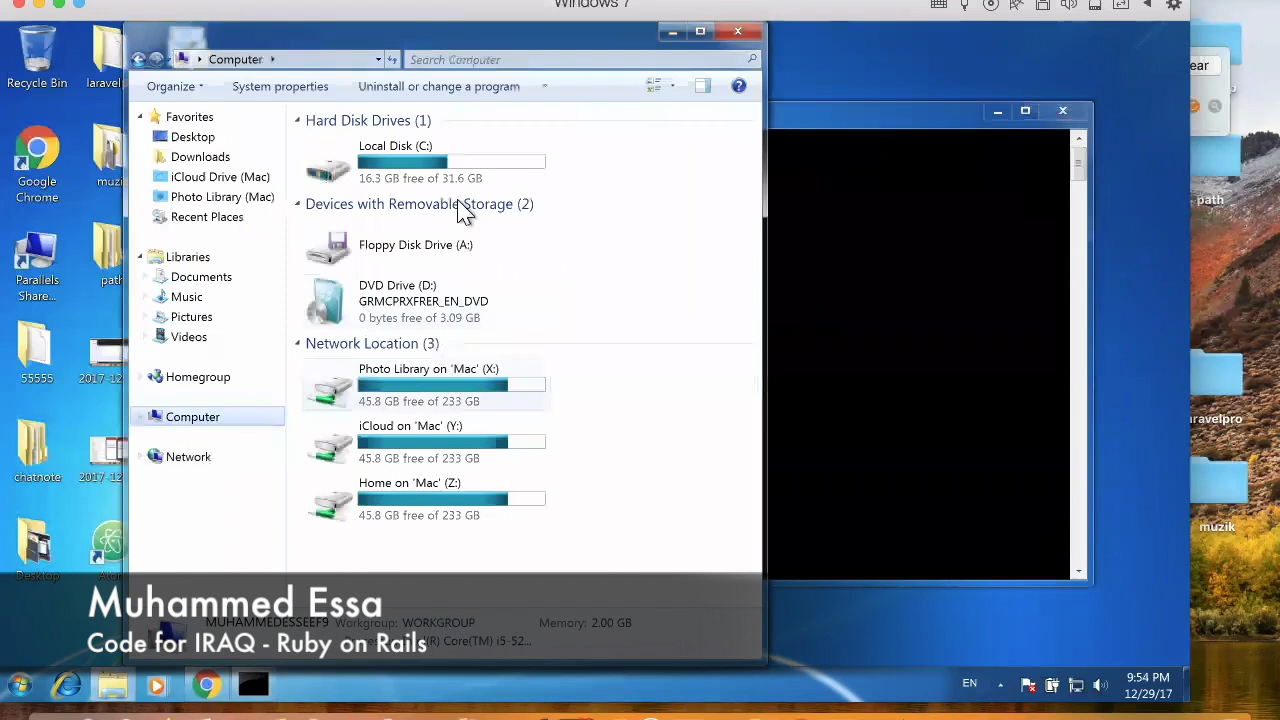 Windows 7
Recycle Bin
laravel
Google
Chrome
muzik
Parallels
Share...
path
55555
2017-12
chatnote
2017-12
Desktop
Computer
Search Computer
Organize
System properties
Uninstall or change a program
Favorites
Desktop
Downloads
iCloud Drive (Mac)
Photo Library (Mac)
Recent Places
Libraries
Documents
Music
Pictures
Videos
Homegroup
Computer
Network
Hard Disk Drives (1)
Local Disk (C:)
16.3 GB free of 31.6 GB
Devices with Removable Storage (2)
Floppy Disk Drive (A:)
DVD Drive (D:)
GRMCPRXFRER_EN_DVD
0 bytes free of 3.09 GB
Network Location (3)
Photo Library on 'Mac' (X:)
45.8 GB free of 233 GB
iCloud on 'Mac' (Y:)
45.8 GB free of 233 GB
Home on 'Mac' (Z:)
45.8 GB free of 233 GB
ear
path
laravelpro
muzik
MUHAMMEDESSEEF9 Workgroup: WORKGROUP Memory: 2.00 GB
Core(TM) i5-52...
Muhammed Essa
Code for IRAQ - Ruby on Rails
EN
9:54 PM
12/29/17